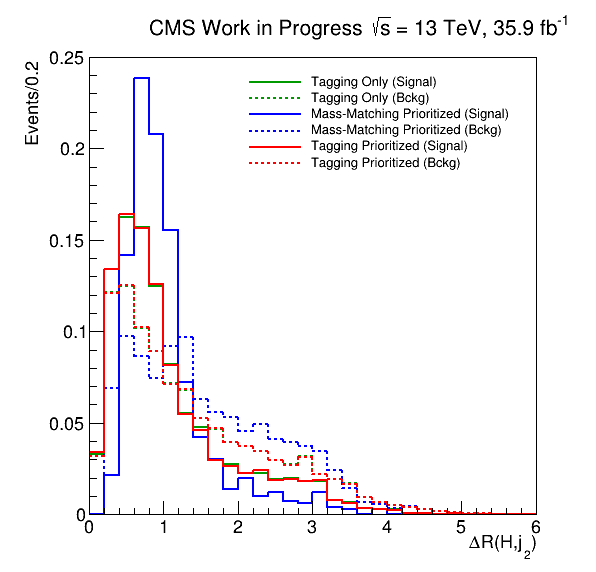 CMS Work in Progress √s = 13 TeV, 35.9 fb⁻¹
Events/0.2
0.25
0.2
0.15
0.1
0.05
0
Tagging Only (Signal)
Tagging Only (Bckg)
Mass-Matching Prioritized (Signal)
Mass-Matching Prioritized (Bckg)
Tagging Prioritized (Signal)
Tagging Prioritized (Bckg)
0 1 2 3 4 5 6
ΔR(H,j₂)